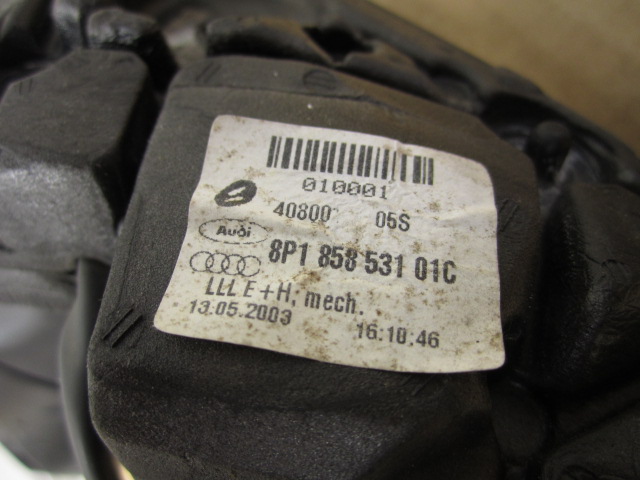 010001
40800 05S
Audi
8P1 858 531 01C
LLL E+H, mech.
13.05.2003 16:10:46